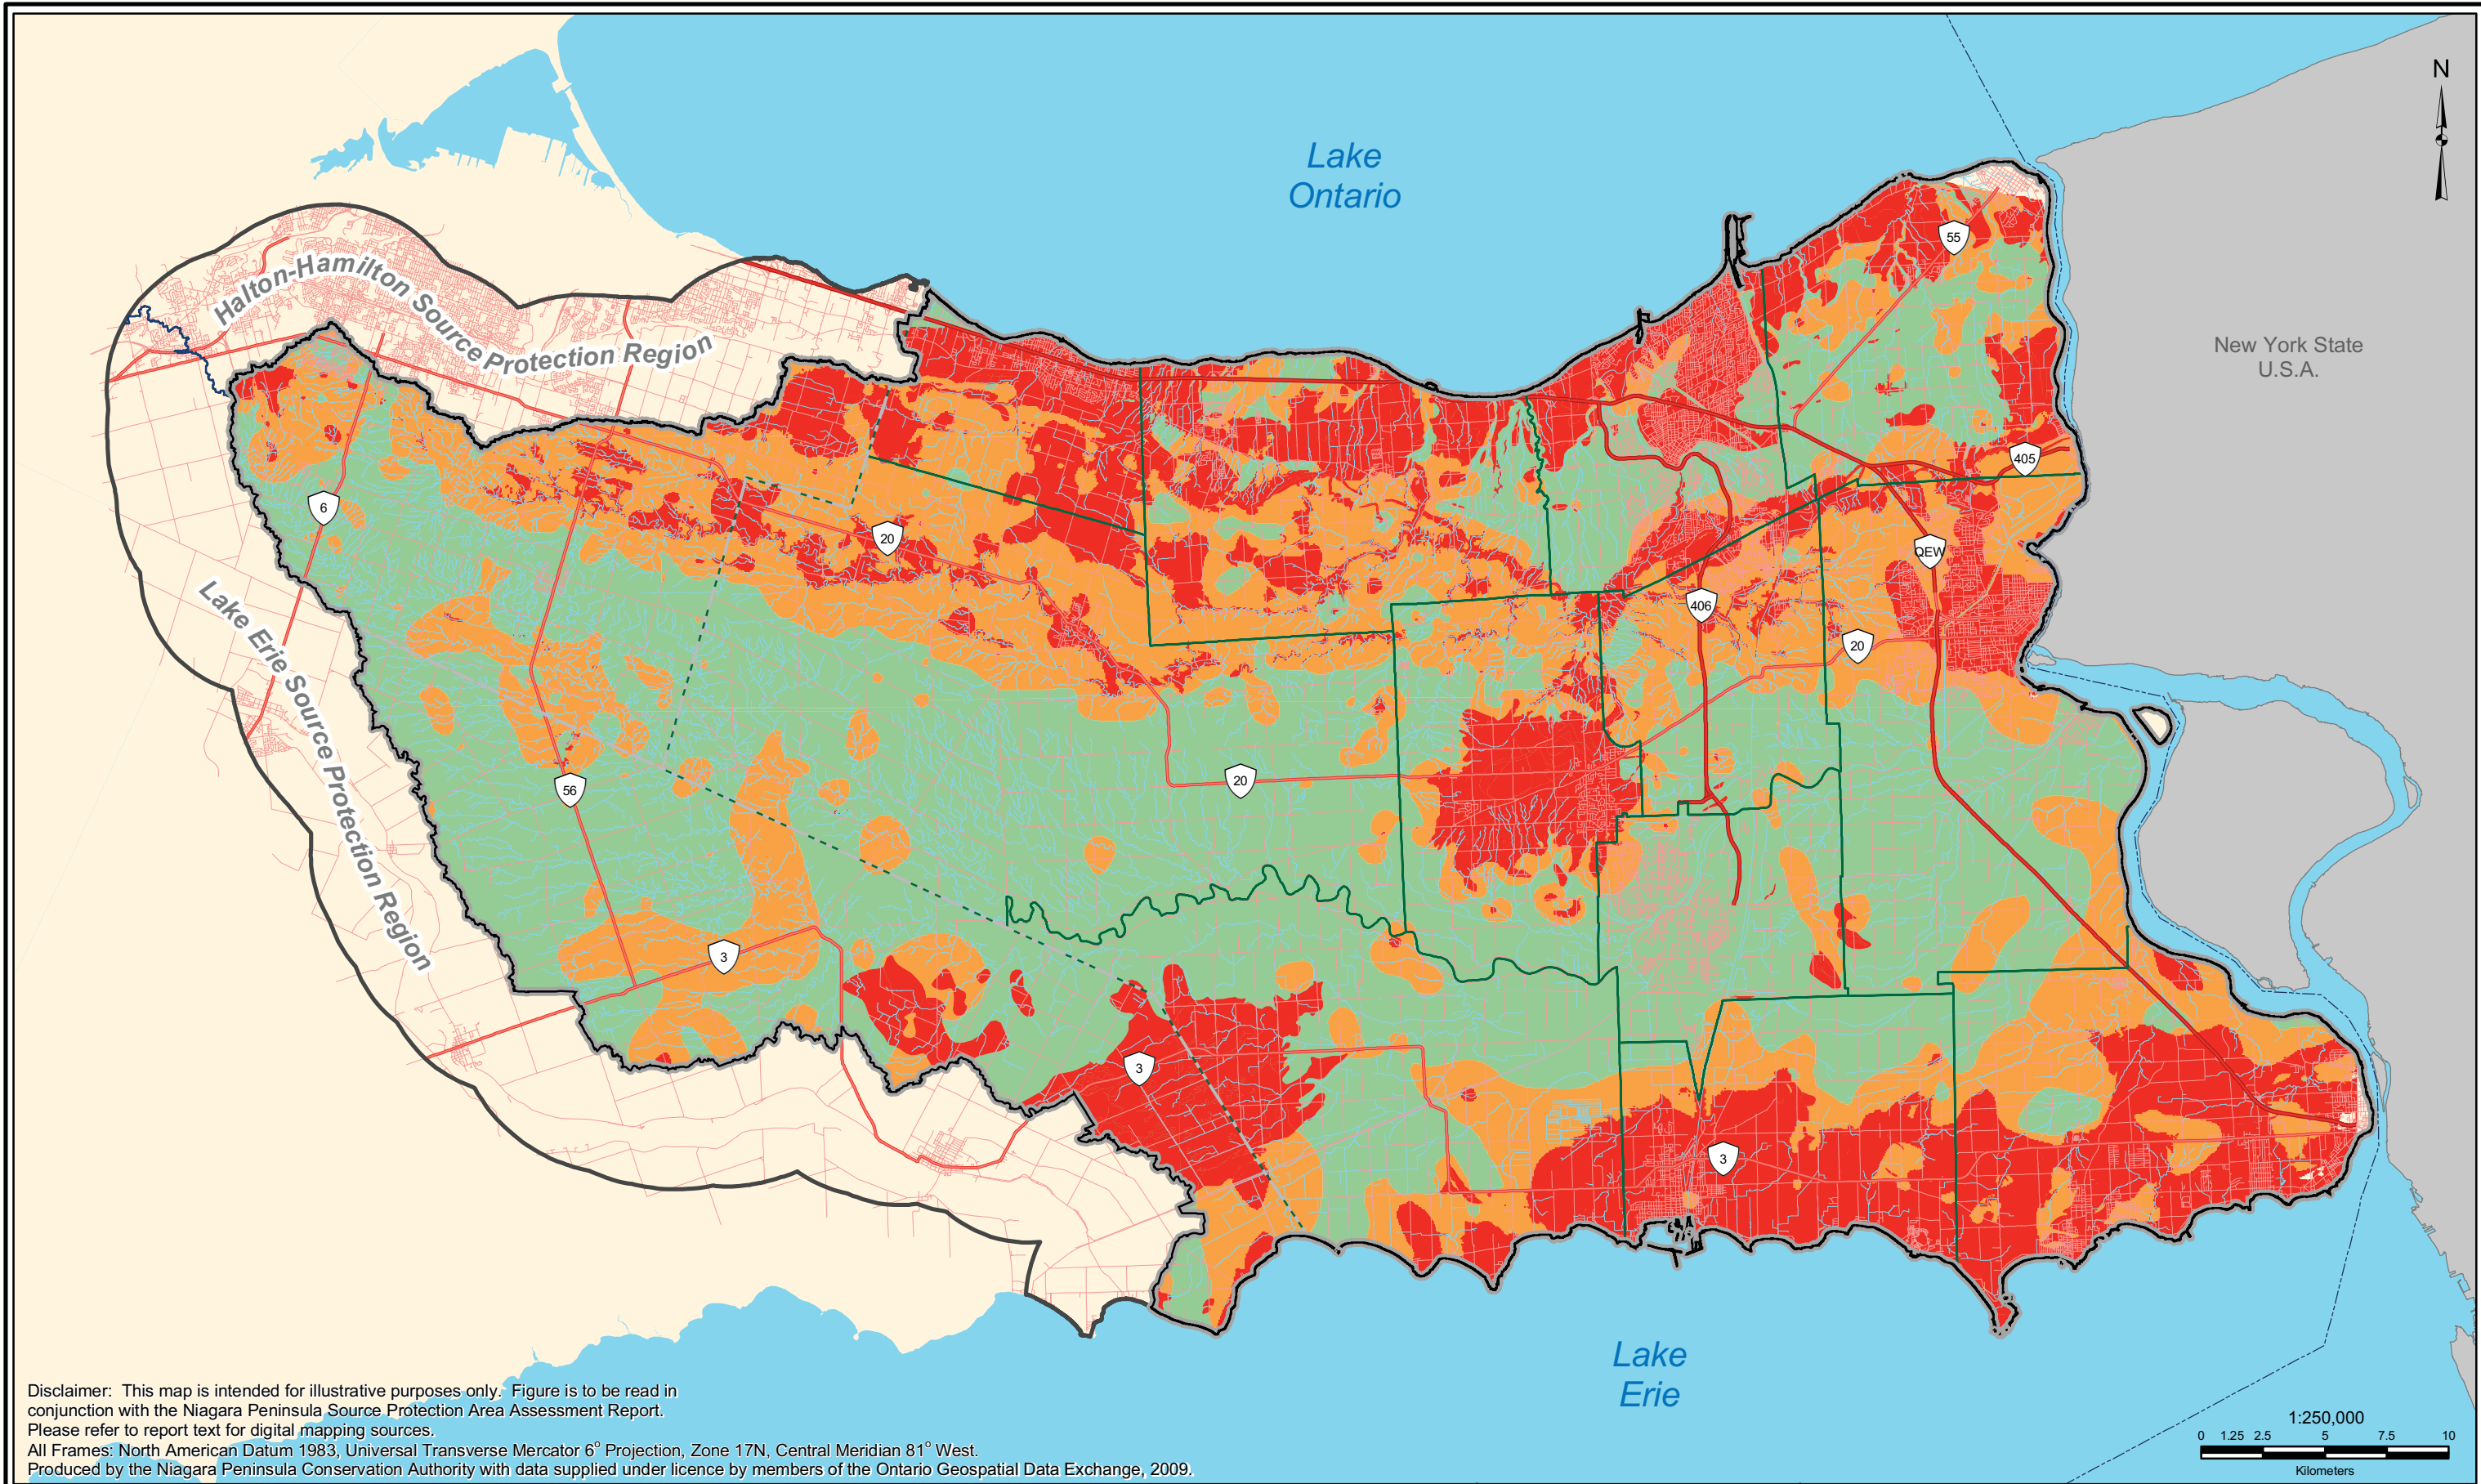 N
Lake
Ontario
55
Halton-Hamilton Source Protection Region
New York State
U.S.A.
405
6
20
QEW
406
Lake Erie Source Protection Region
20
20
56
3
3
3
Lake
Erie
Disclaimer: This map is intended for illustrative purposes only. Figure is to be read in
conjunction with the Niagara Peninsula Source Protection Area Assessment Report.
Please refer to report text for digital mapping sources.
All Frames: North American Datum 1983, Universal Transverse Mercator 6° Projection, Zone 17N, Central Meridian 81° West.
Produced by the Niagara Peninsula Conservation Authority with data supplied under licence by members of the Ontario Geospatial Data Exchange, 2009.
1:250,000
0 1.25 2.5 5 7.5 10
Kilometers